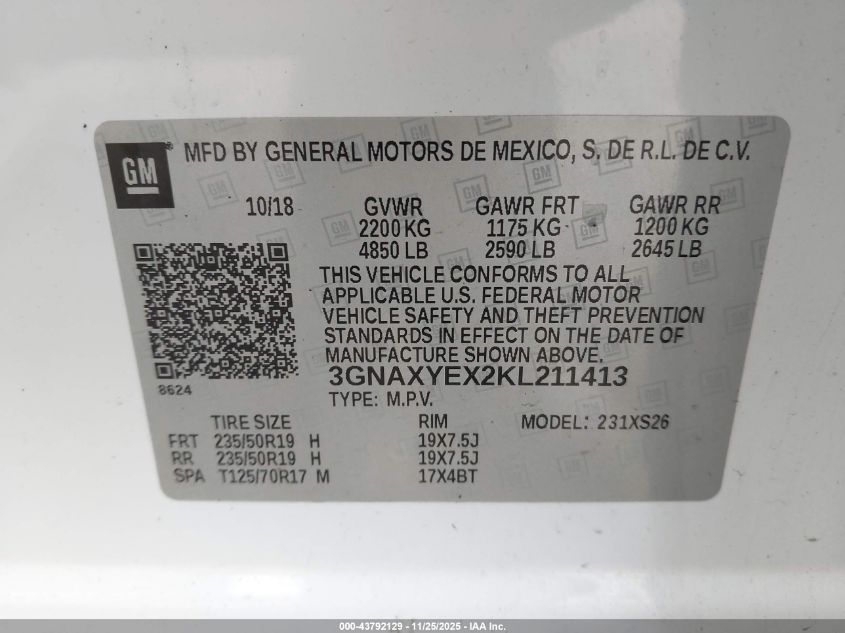 GM ® MFD BY GENERAL MOTORS DE MEXICO, S. DE R.L. DE C.V.
10/18 GVWR GAWR FRT GAWR RR
2200 KG 1175 KG 1200 KG
4850 LB 2590 LB 2645 LB
THIS VEHICLE CONFORMS TO ALL
APPLICABLE U.S. FEDERAL MOTOR
VEHICLE SAFETY AND THEFT PREVENTION
STANDARDS IN EFFECT ON THE DATE OF
MANUFACTURE SHOWN ABOVE.
3GNAXYEX2KL211413
8624
TYPE: M.P.V.
TIRE SIZE RIM MODEL: 231XS26
FRT 235/50R19 H 19X7.5J
RR 235/50R19 H 19X7.5J
SPA T125/70R17 M 17X4BT
000-43792129 - 11/25/2025 - IAA Inc.